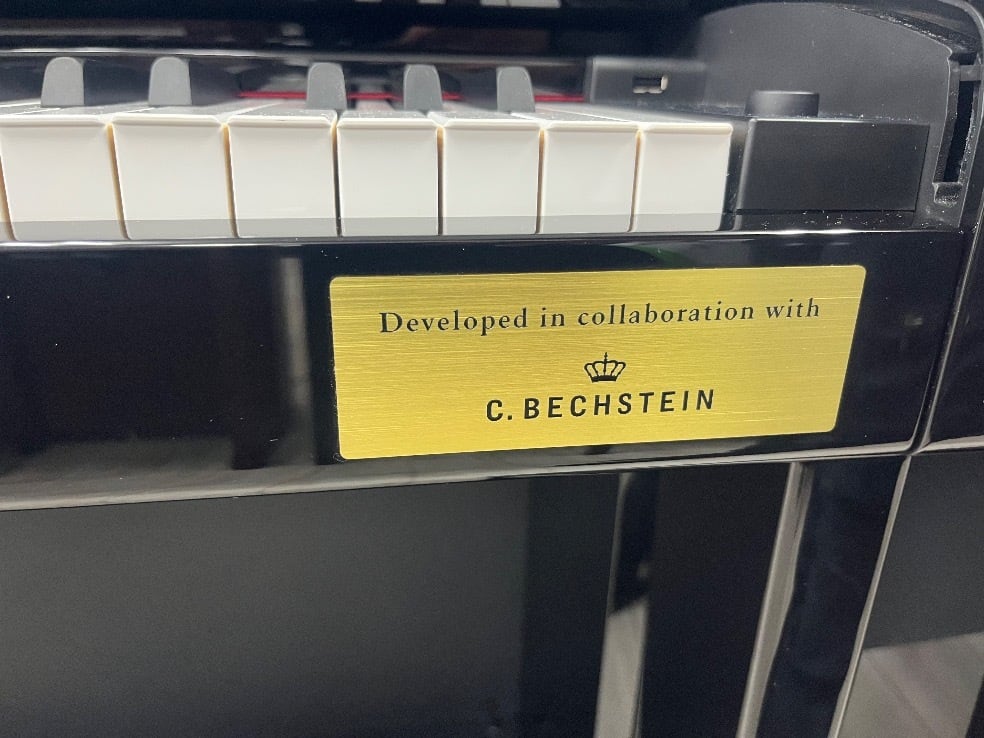 Developed in collaboration with
C. BECHSTEIN